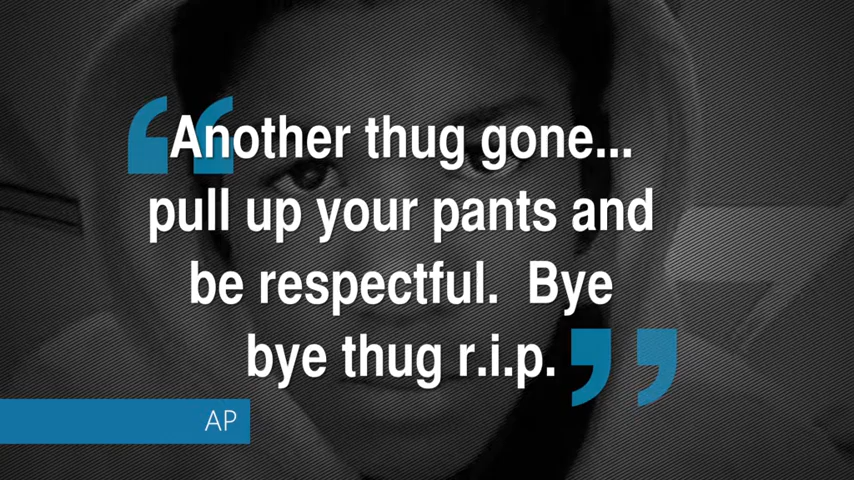 Another thug gone...
pull up your pants and
be respectful. Bye
bye thug r.i.p.
AP